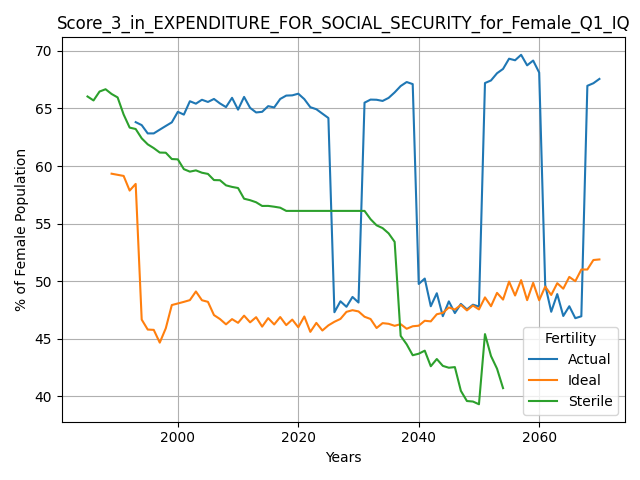 Score_3_in_EXPENDITURE_FOR_SOCIAL_SECURITY_for_Female_Q1_IQ
70
65
60
55
50
45
40
% of Female Population
2000
2020
2040
2060
Years
Fertility
Actual
Ideal
Sterile